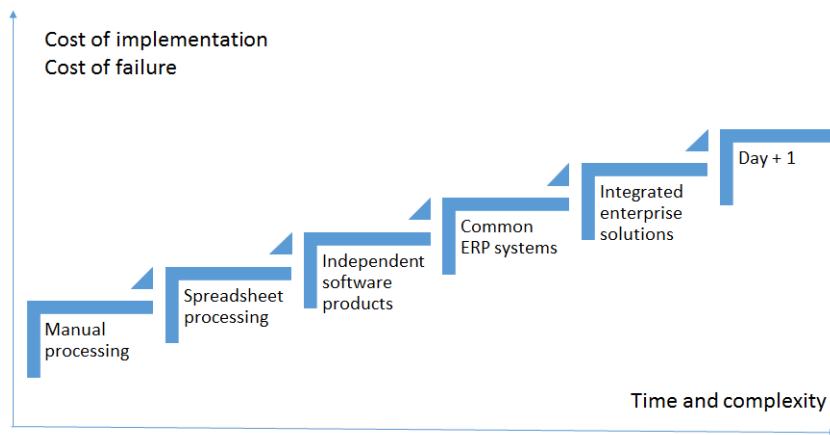 Cost of implementation
Cost of failure
Day + 1
Integrated
enterprise
solutions
Common
ERP systems
Independent
software
products
Spreadsheet
processing
Manual
processing
Time and complexity